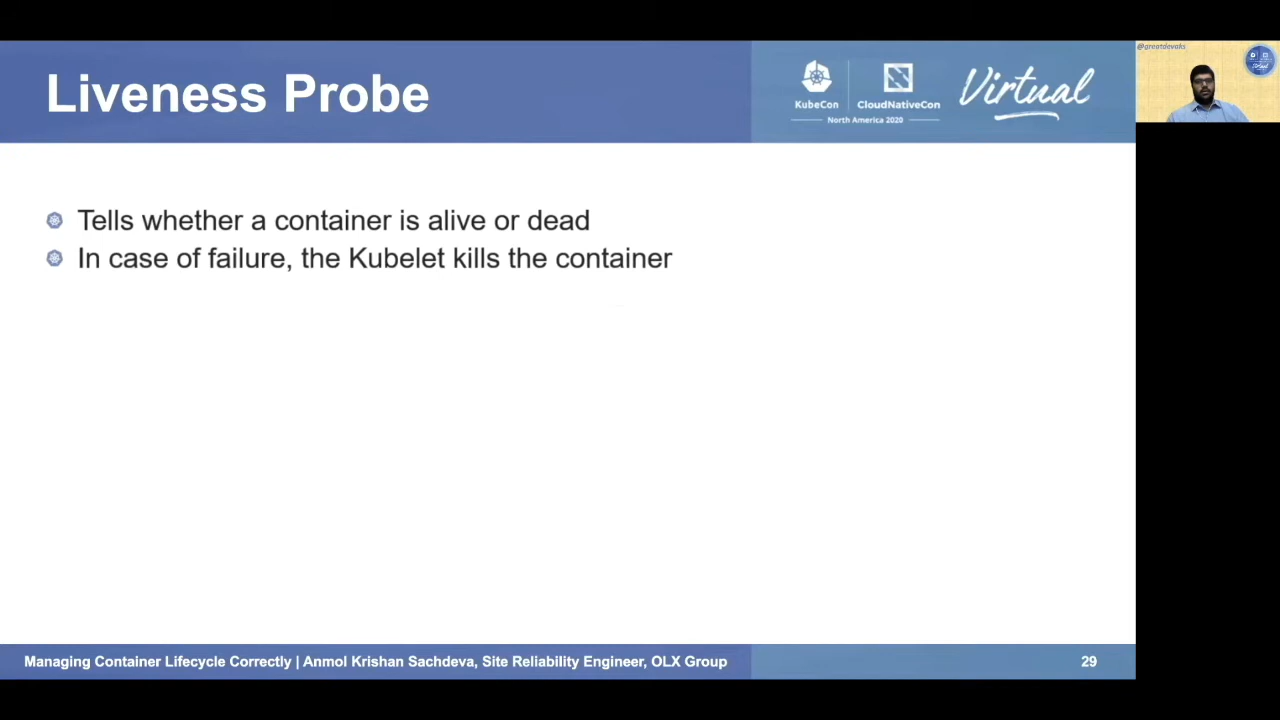 Liveness Probe
KubeCon
CloudNativeCon
North America 2020
Virtual
@greatdevaks
Tells whether a container is alive or dead
In case of failure, the Kubelet kills the container
Managing Container Lifecycle Correctly | Anmol Krishan Sachdeva, Site Reliability Engineer, OLX Group
29